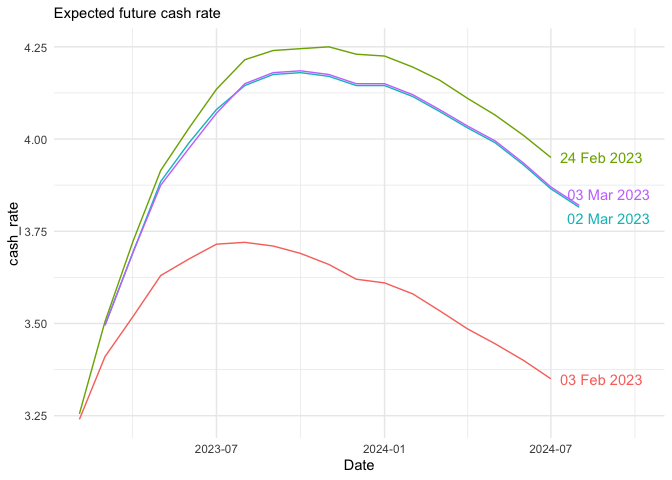 Expected future cash rate
4.25
4.00
3.75
3.50
3.25
cash_rate
24 Feb 2023
03 Mar 2023
02 Mar 2023
03 Feb 2023
2023-07
2024-01
2024-07
Date